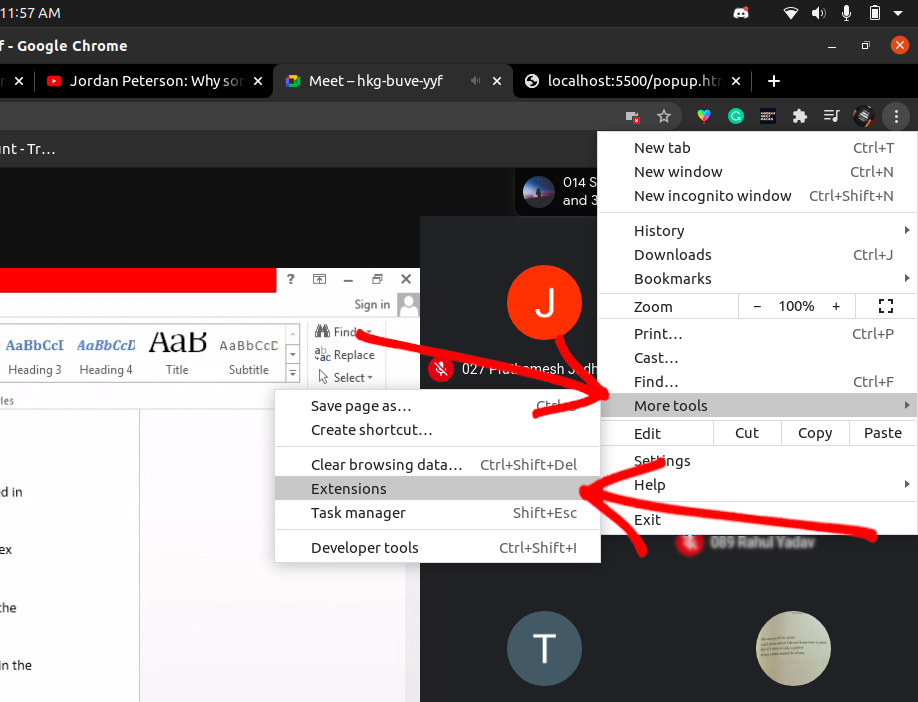 11:57 AM
f - Google Chrome
Jordan Peterson: Why so
Meet – hkg-buve-yyf
localhost:5500/popup.ht
nt - Tr…
014 S
and 3
New tab Ctrl+T
New window Ctrl+N
New incognito window Ctrl+Shift+N
History
Downloads Ctrl+J
Bookmarks
Zoom − 100% +
Print… Ctrl+P
Cast…
Find… Ctrl+F
More tools
Edit Cut Copy Paste
Settings
Help
Exit
?
Sign in
AaBbCcI AaBbCcD AaB AaBbCcD
Heading 3 Heading 4 Title Subtitle
Find
Replace
Select
les
J
027 Prathamesh J
Save page as…
Create shortcut…
Clear browsing data… Ctrl+Shift+Del
Extensions
Task manager Shift+Esc
Developer tools Ctrl+Shift+I
d in
ex
the
in the
089 Rahul Yadav
T